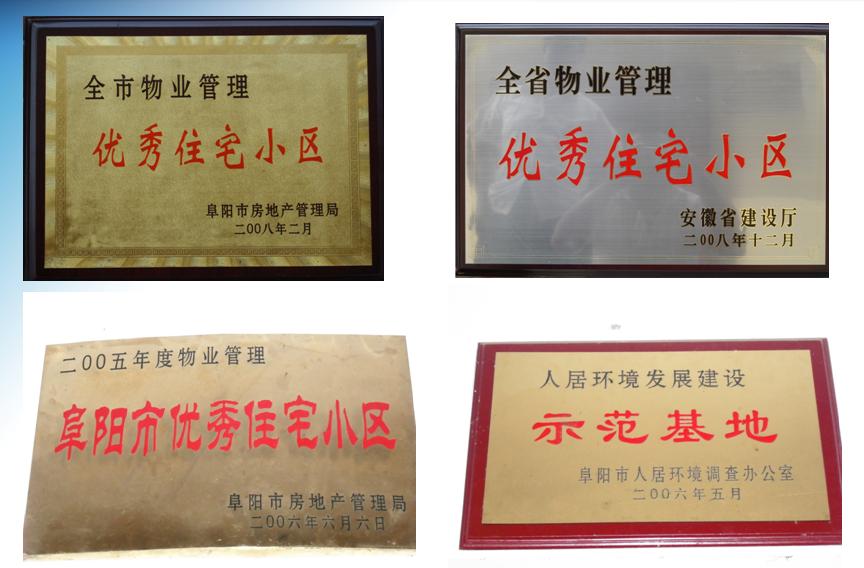 全市物业管理
优秀住宅小区
阜阳市房地产管理局
二00八年二月
全省物业管理
优秀住宅小区
安徽省建设厅
二00八年十二月
二00五年度物业管理
阜阳市优秀住宅小区
阜阳市房地产管理局
二00六年六月六日
人居环境发展建设
示范基地
阜阳市人居环境调查办公室
二00六年五月